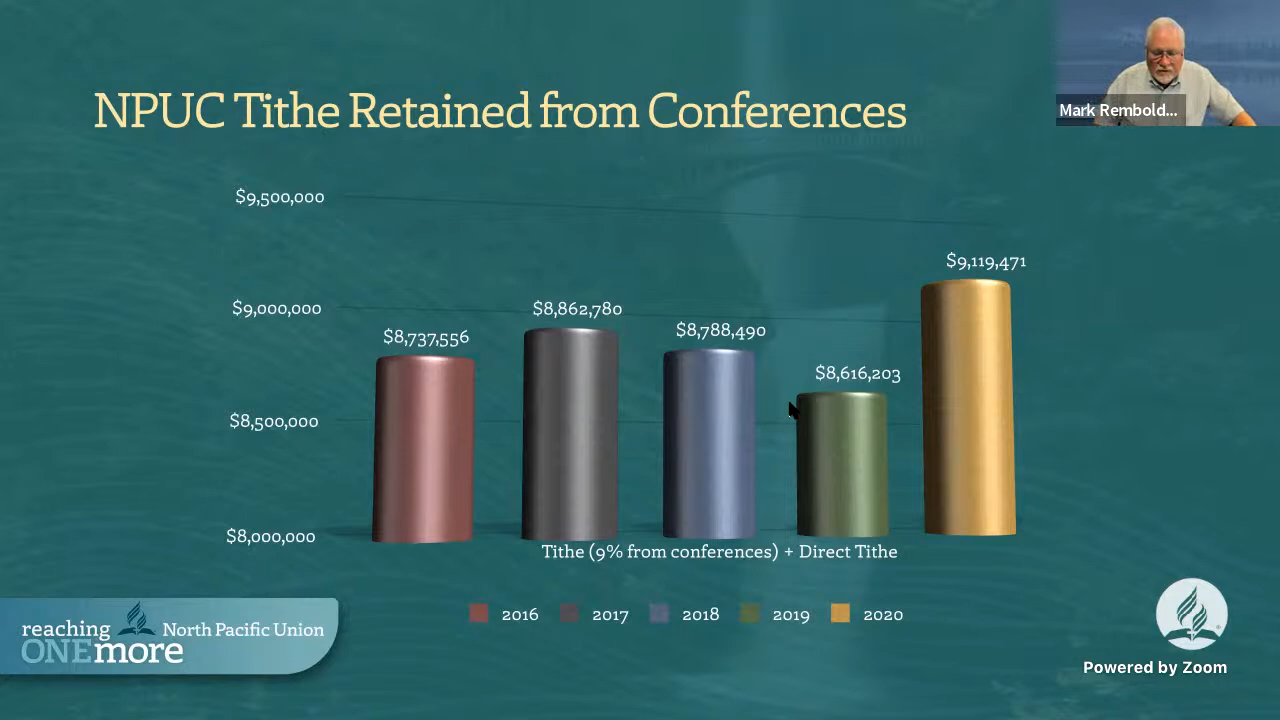 NPUC Tithe Retained from Conferences
Mark Rembold...
$9,500,000
$9,119,471
$9,000,000
$8,862,780
$8,788,490
$8,737,556
$8,616,203
$8,500,000
$8,000,000
Tithe (9% from conferences) + Direct Tithe
2016 2017 2018 2019 2020
reaching
ONEmore
North Pacific Union
Powered by Zoom